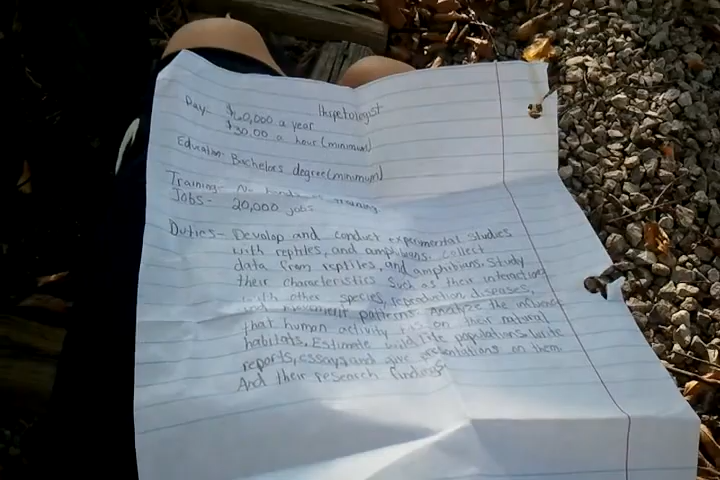 Hepetologist
Pay- $60,000 a year
$30.00 a hour (minimum)
Education- Bachelors degree (minimum)
Training- No training
Jobs- 20,000 jobs
Duties- Develop and conduct experimental studies
with reptiles, and amphibians. Collect
data from reptiles, and amphibians. Study
their characteristics such as their interactions
with other species, reproduction, diseases,
and movement patterns. Analyze the influence
that human activity has on their natural
habitats. Estimate wild life populations. Write
reports, essays, and give presentations on them
And their research findings.